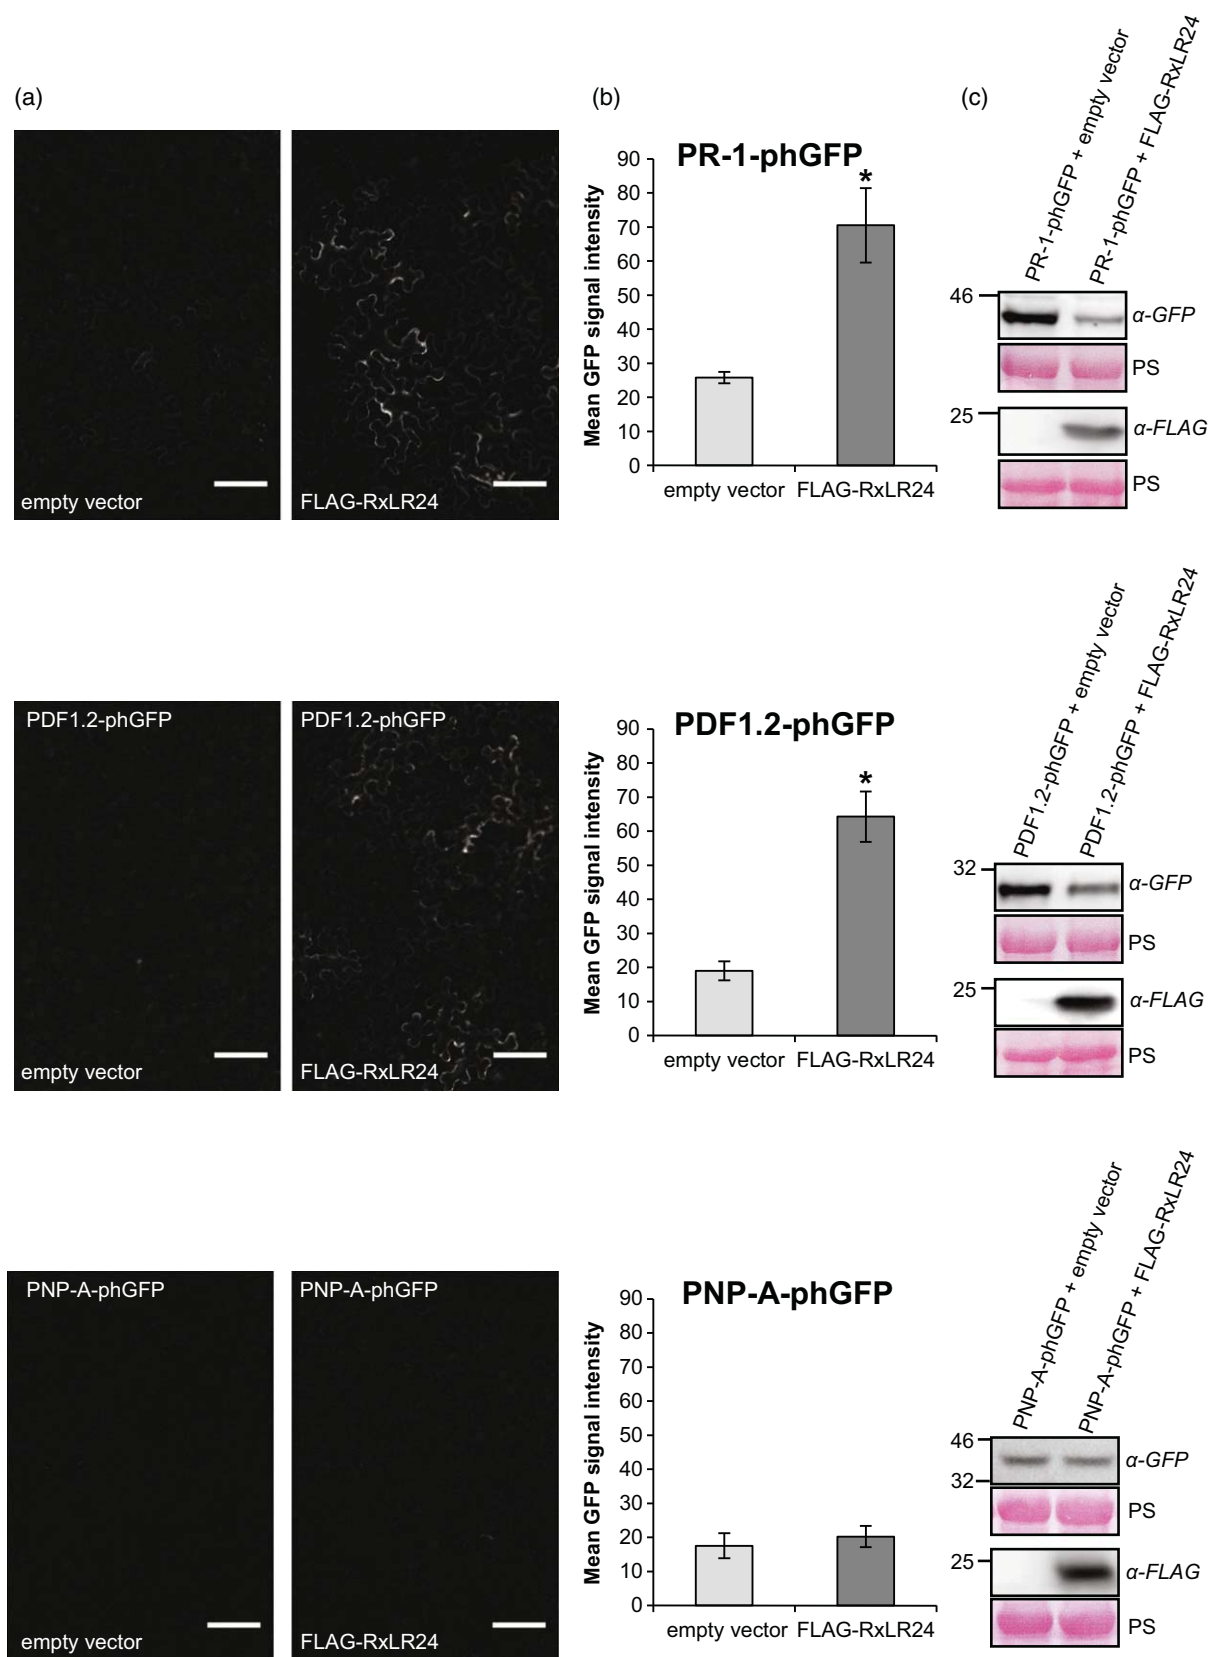 (a)
(b)
(c)
empty vector
FLAG-RxLR24
PR-1-phGFP
Mean GFP signal intensity
90
80
70
60
50
40
30
20
10
0
*
empty vector
FLAG-RxLR24
PR-1-phGFP + empty vector
PR-1-phGFP + FLAG-RxLR24
46
α-GFP
PS
25
α-FLAG
PS
PDF1.2-phGFP
empty vector
PDF1.2-phGFP
FLAG-RxLR24
PDF1.2-phGFP
Mean GFP signal intensity
90
80
70
60
50
40
30
20
10
0
*
empty vector
FLAG-RxLR24
PDF1.2-phGFP + empty vector
PDF1.2-phGFP + FLAG-RxLR24
32
α-GFP
PS
25
α-FLAG
PS
PNP-A-phGFP
empty vector
PNP-A-phGFP
FLAG-RxLR24
PNP-A-phGFP
Mean GFP signal intensity
90
80
70
60
50
40
30
20
10
0
empty vector
FLAG-RxLR24
PNP-A-phGFP + empty vector
PNP-A-phGFP + FLAG-RxLR24
46
α-GFP
32
PS
25
α-FLAG
PS